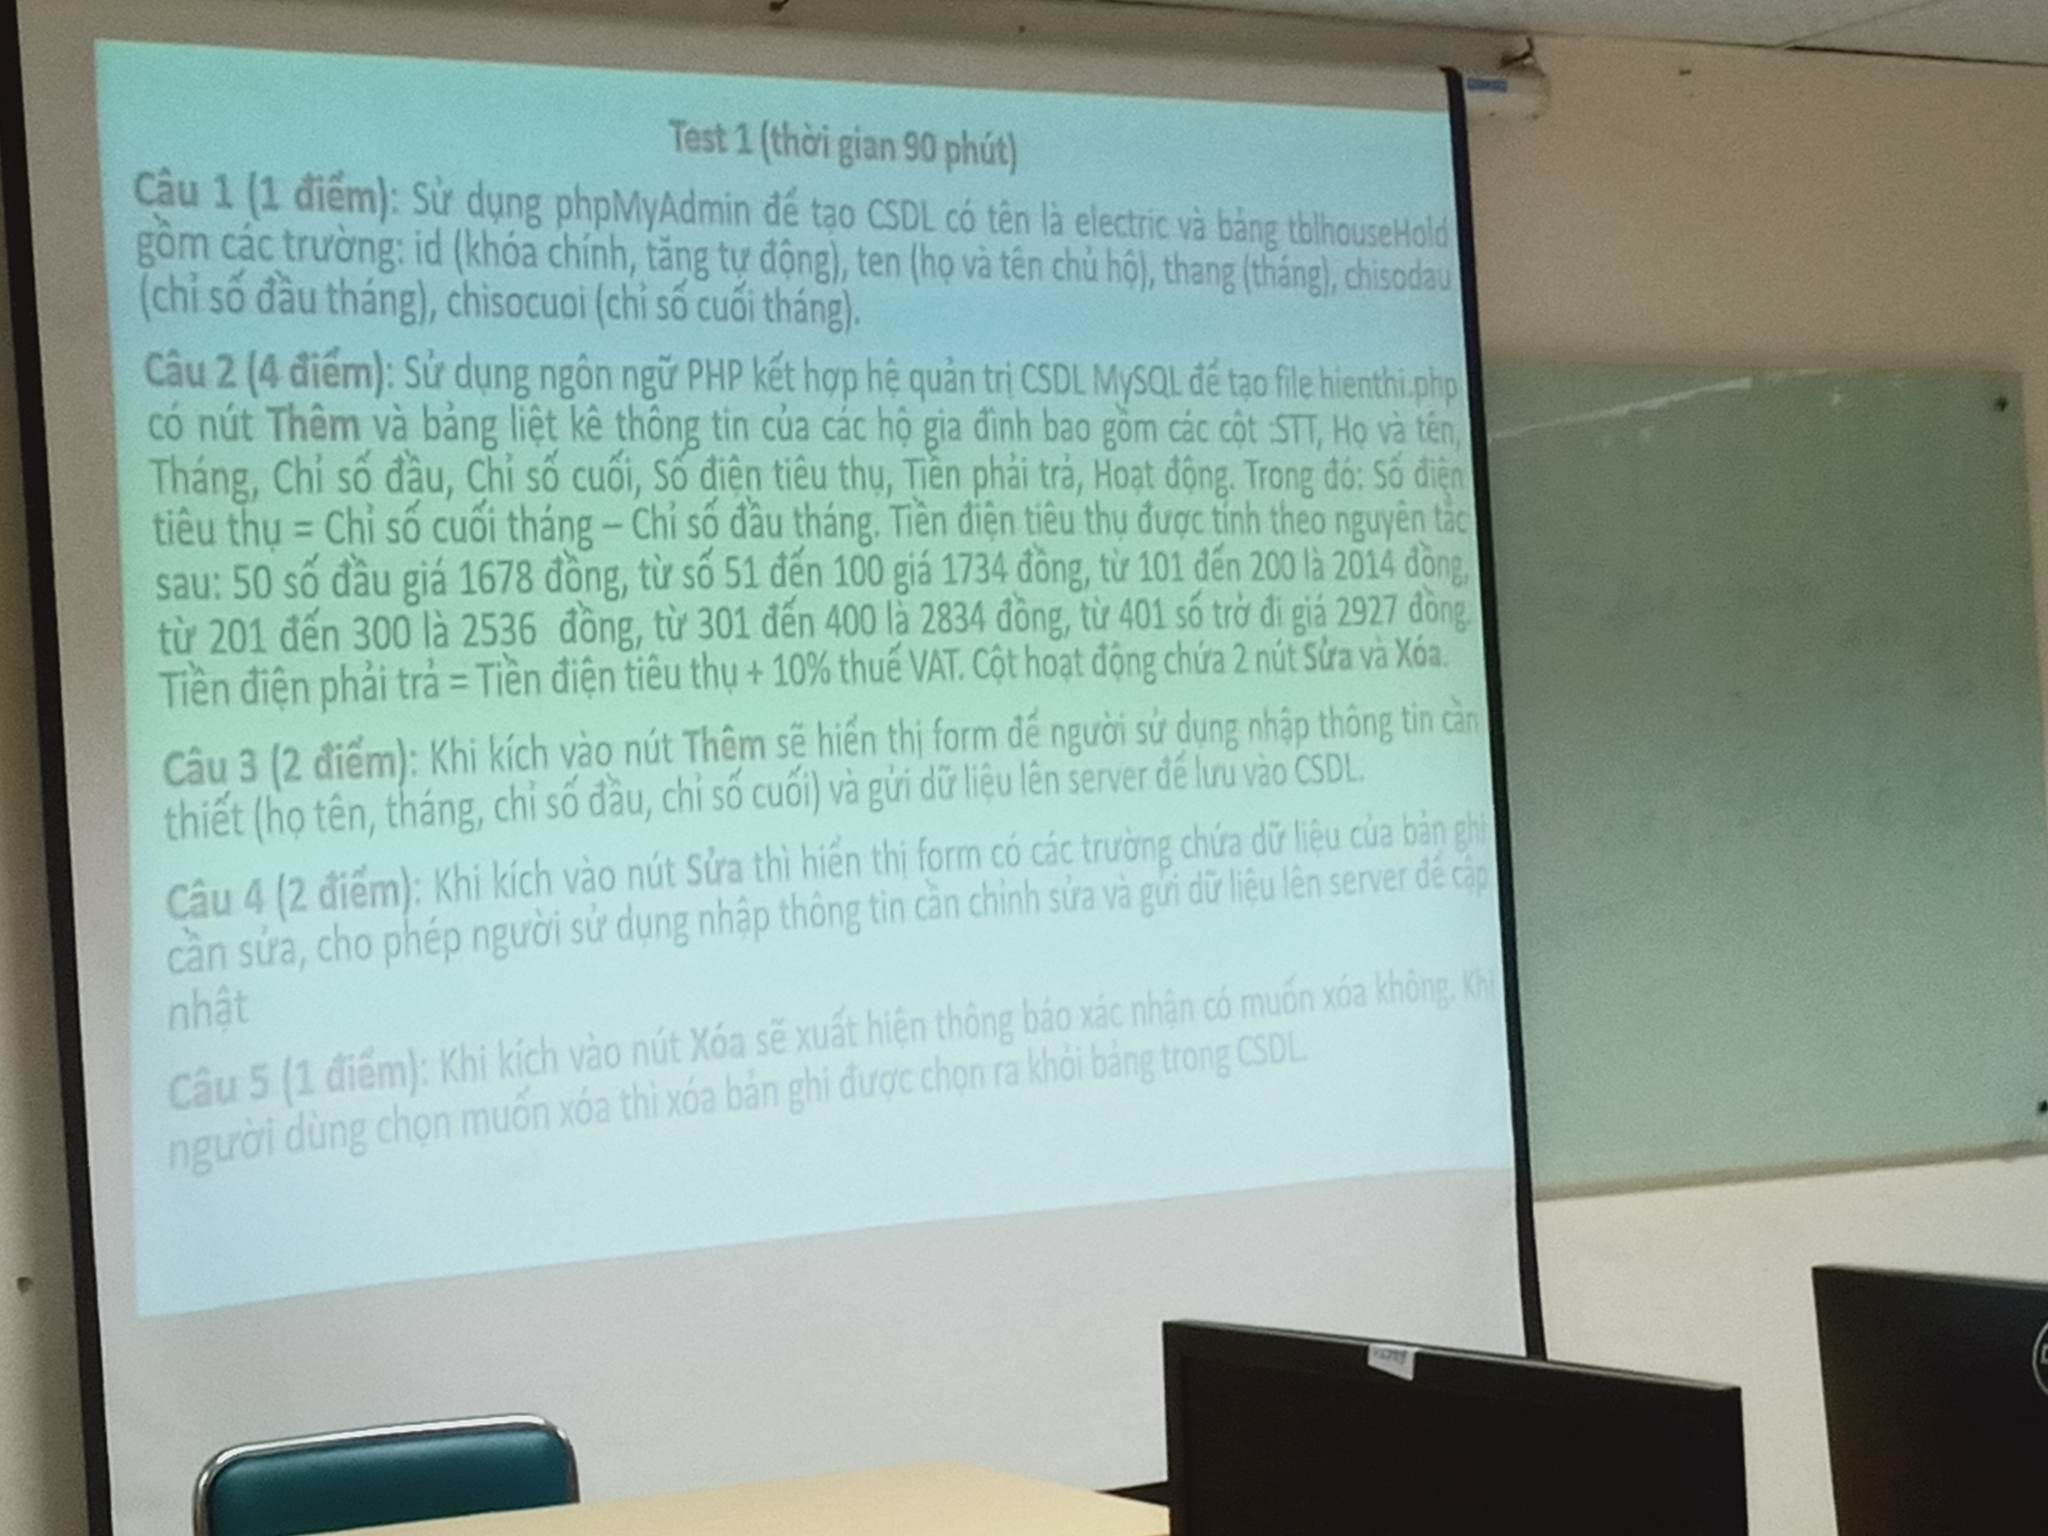 Test 1 (thời gian 90 phút)
Câu 1 (1 điểm): Sử dụng phpMyAdmin để tạo CSDL có tên là electric và bảng tblhouseHold
gồm các trường: id (khóa chính, tăng tự động), ten (họ và tên chủ hộ), thang (tháng), chisodau
(chỉ số đầu tháng), chisocuoi (chỉ số cuối tháng).
Câu 2 (4 điểm): Sử dụng ngôn ngữ PHP kết hợp hệ quản trị CSDL MySQL để tạo file hienthi.php
có nút Thêm và bảng liệt kê thông tin của các hộ gia đình bao gồm các cột :STT, Họ và tên,
Tháng, Chỉ số đầu, Chỉ số cuối, Số điện tiêu thụ, Tiền phải trả, Hoạt động. Trong đó: Số điện
tiêu thụ = Chỉ số cuối tháng – Chỉ số đầu tháng. Tiền điện tiêu thụ được tính theo nguyên tắc
sau: 50 số đầu giá 1678 đồng, từ số 51 đến 100 giá 1734 đồng, từ 101 đến 200 là 2014 đồng,
từ 201 đến 300 là 2536 đồng, từ 301 đến 400 là 2834 đồng, từ 401 số trở đi giá 2927 đồng.
Tiền điện phải trả = Tiền điện tiêu thụ + 10% thuế VAT. Cột hoạt động chứa 2 nút Sửa và Xóa.
Câu 3 (2 điểm): Khi kích vào nút Thêm sẽ hiển thị form để người sử dụng nhập thông tin cần
thiết (họ tên, tháng, chỉ số đầu, chỉ số cuối) và gửi dữ liệu lên server để lưu vào CSDL.
Câu 4 (2 điểm): Khi kích vào nút Sửa thì hiển thị form có các trường chứa dữ liệu của bản ghi
cần sửa, cho phép người sử dụng nhập thông tin cần chỉnh sửa và gửi dữ liệu lên server để cập
nhật
Câu 5 (1 điểm): Khi kích vào nút Xóa sẽ xuất hiện thông báo xác nhận có muốn xóa không. Khi
người dùng chọn muốn xóa thì xóa bản ghi được chọn ra khỏi bảng trong CSDL.